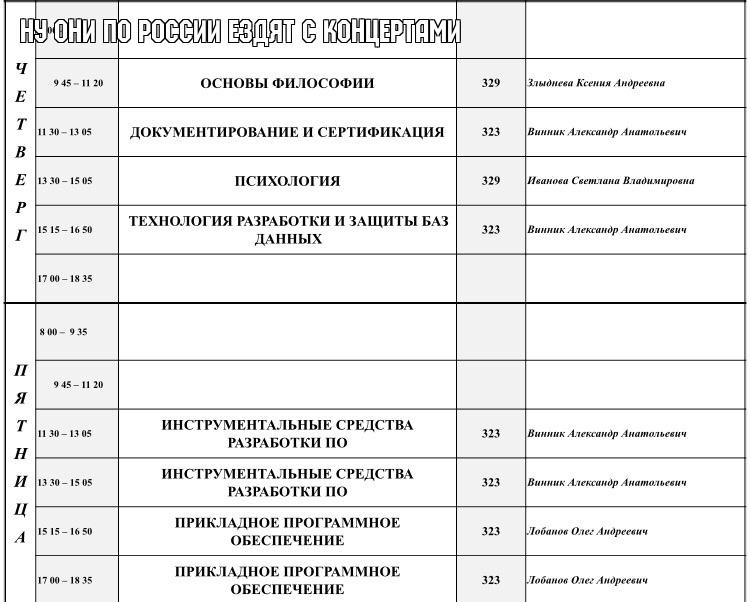 НУ ОНИ ПО РОССИИ ЕЗДЯТ С КОНЦЕРТАМИ
ЧЕТВЕРГ
9 45 – 11 20 ОСНОВЫ ФИЛОСОФИИ 329 Злыднева Ксения Андреевна
11 30 – 13 05 ДОКУМЕНТИРОВАНИЕ И СЕРТИФИКАЦИЯ 323 Винник Александр Анатольевич
13 30 – 15 05 ПСИХОЛОГИЯ 329 Иванова Светлана Владимировна
15 15 – 16 50 ТЕХНОЛОГИЯ РАЗРАБОТКИ И ЗАЩИТЫ БАЗ
ДАННЫХ 323 Винник Александр Анатольевич
17 00 – 18 35
ПЯТНИЦА
8 00 – 9 35
9 45 – 11 20
11 30 – 13 05 ИНСТРУМЕНТАЛЬНЫЕ СРЕДСТВА
РАЗРАБОТКИ ПО 323 Винник Александр Анатольевич
13 30 – 15 05 ИНСТРУМЕНТАЛЬНЫЕ СРЕДСТВА
РАЗРАБОТКИ ПО 323 Винник Александр Анатольевич
15 15 – 16 50 ПРИКЛАДНОЕ ПРОГРАММНОЕ
ОБЕСПЕЧЕНИЕ 323 Лобанов Олег Андреевич
17 00 – 18 35 ПРИКЛАДНОЕ ПРОГРАММНОЕ
ОБЕСПЕЧЕНИЕ 323 Лобанов Олег Андреевич